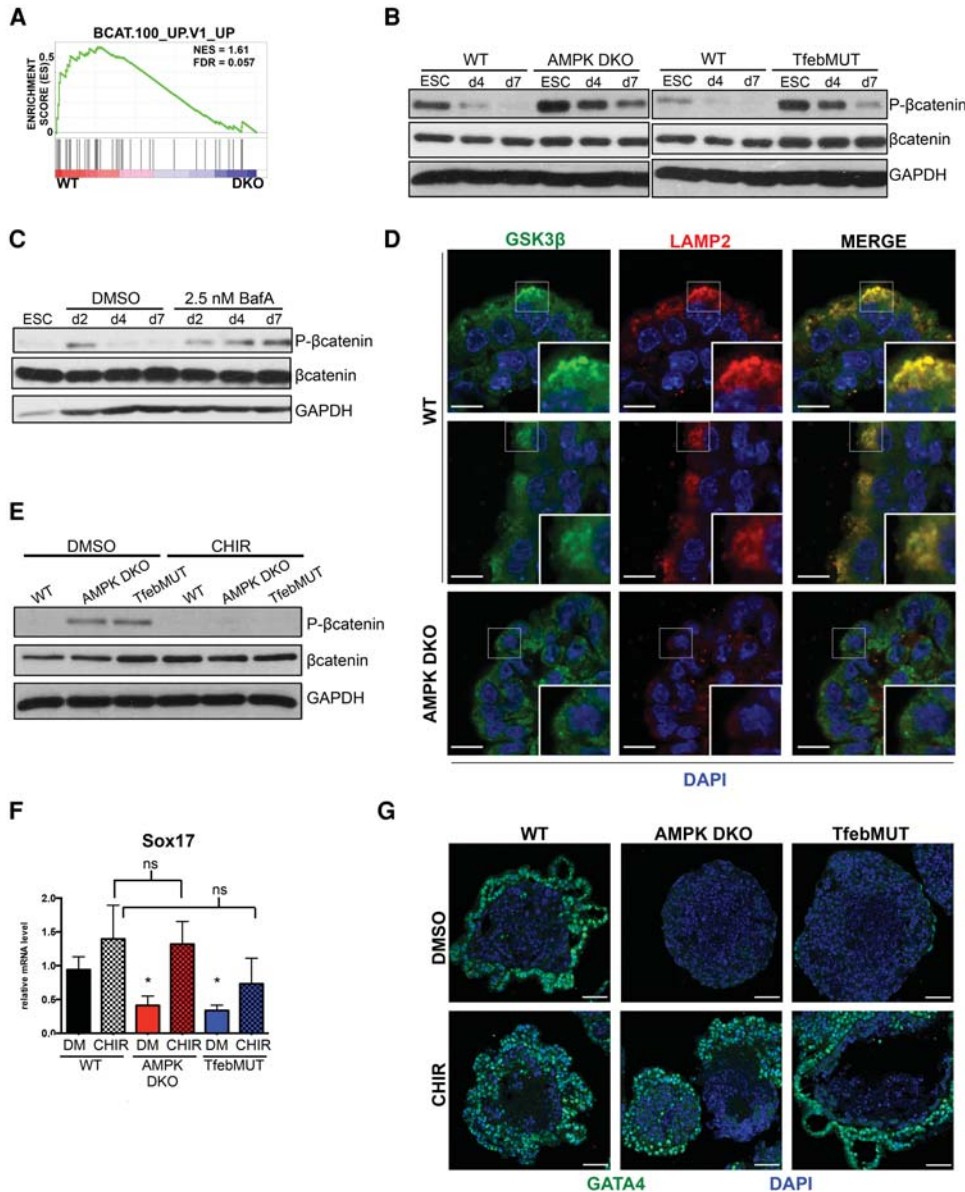 A
BCAT.100_UP.V1_UP
NES = 1.61
FDR = 0.057
ENRICHMENT
SCORE (ES)
0.5
0
WT DKO
B
WT AMPK DKO WT TfebMUT
ESC d4 d7 ESC d4 d7 ESC d4 d7 ESC d4 d7
P-βcatenin
βcatenin
GAPDH
C
DMSO 2.5 nM BafA
ESC d2 d4 d7 d2 d4 d7
P-βcatenin
βcatenin
GAPDH
D
GSK3β LAMP2 MERGE
WT
AMPK DKO
DAPI
E
DMSO CHIR
WT AMPK DKO TfebMUT WT AMPK DKO TfebMUT
P-βcatenin
βcatenin
GAPDH
F
Sox17
ns
ns
relative mRNA level
2.0
1.5
1.0
0.5
0.0
* *
DM CHIR DM CHIR DM CHIR
WT AMPK TfebMUT
DKO
G
WT AMPK DKO TfebMUT
DMSO
CHIR
GATA4 DAPI